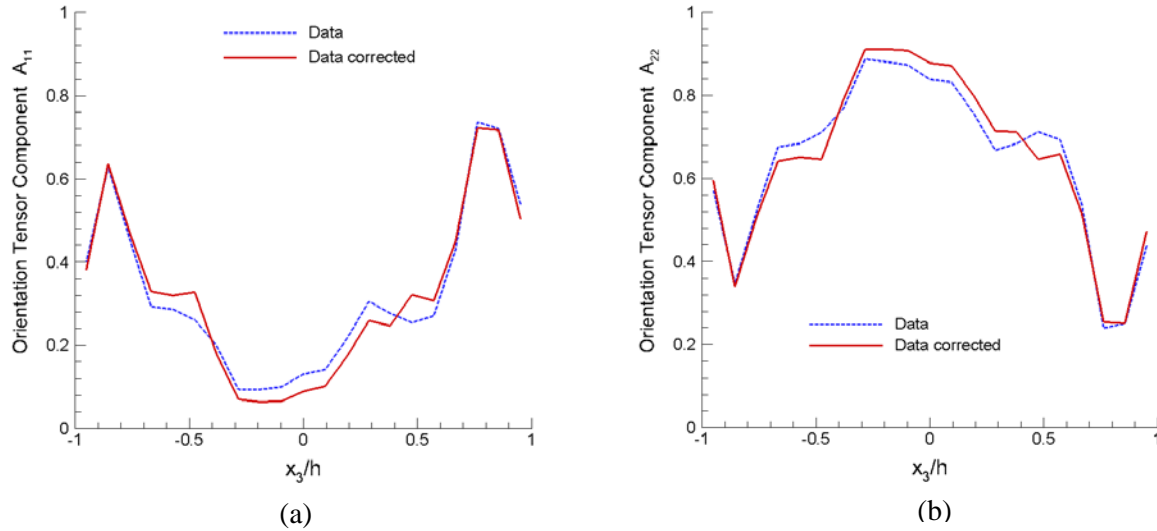 Orientation Tensor Component A11
1
0.8
0.6
0.4
0.2
0
-1
-0.5
0
0.5
1
x3/h
Data
Data corrected
(a)
Orientation Tensor Component A22
1
0.8
0.6
0.4
0.2
0
-1
-0.5
0
0.5
1
x3/h
Data
Data corrected
(b)